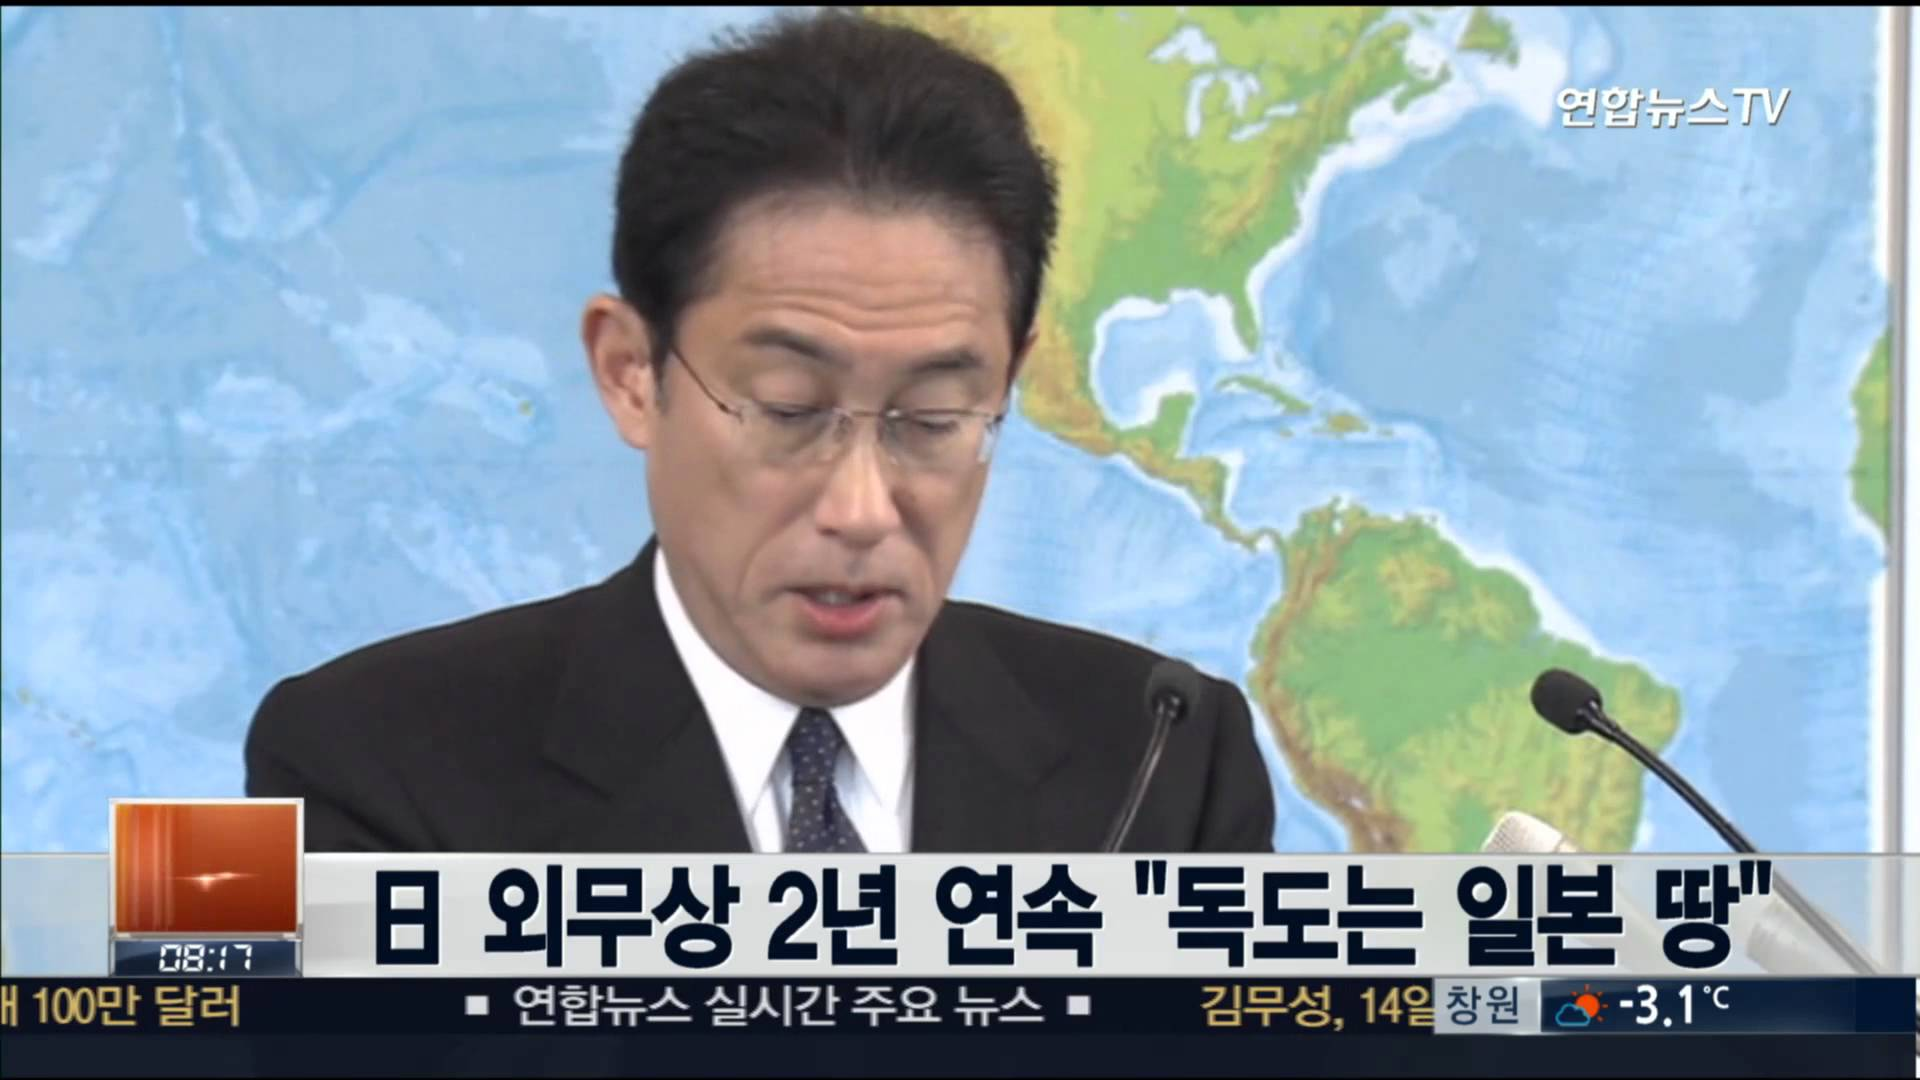 연합뉴스TV
日 외무상 2년 연속 "독도는 일본 땅"
08:17
100만 달러 ■ 연합뉴스 실시간 주요 뉴스 ■ 김무성, 14일
창원 -3.1℃